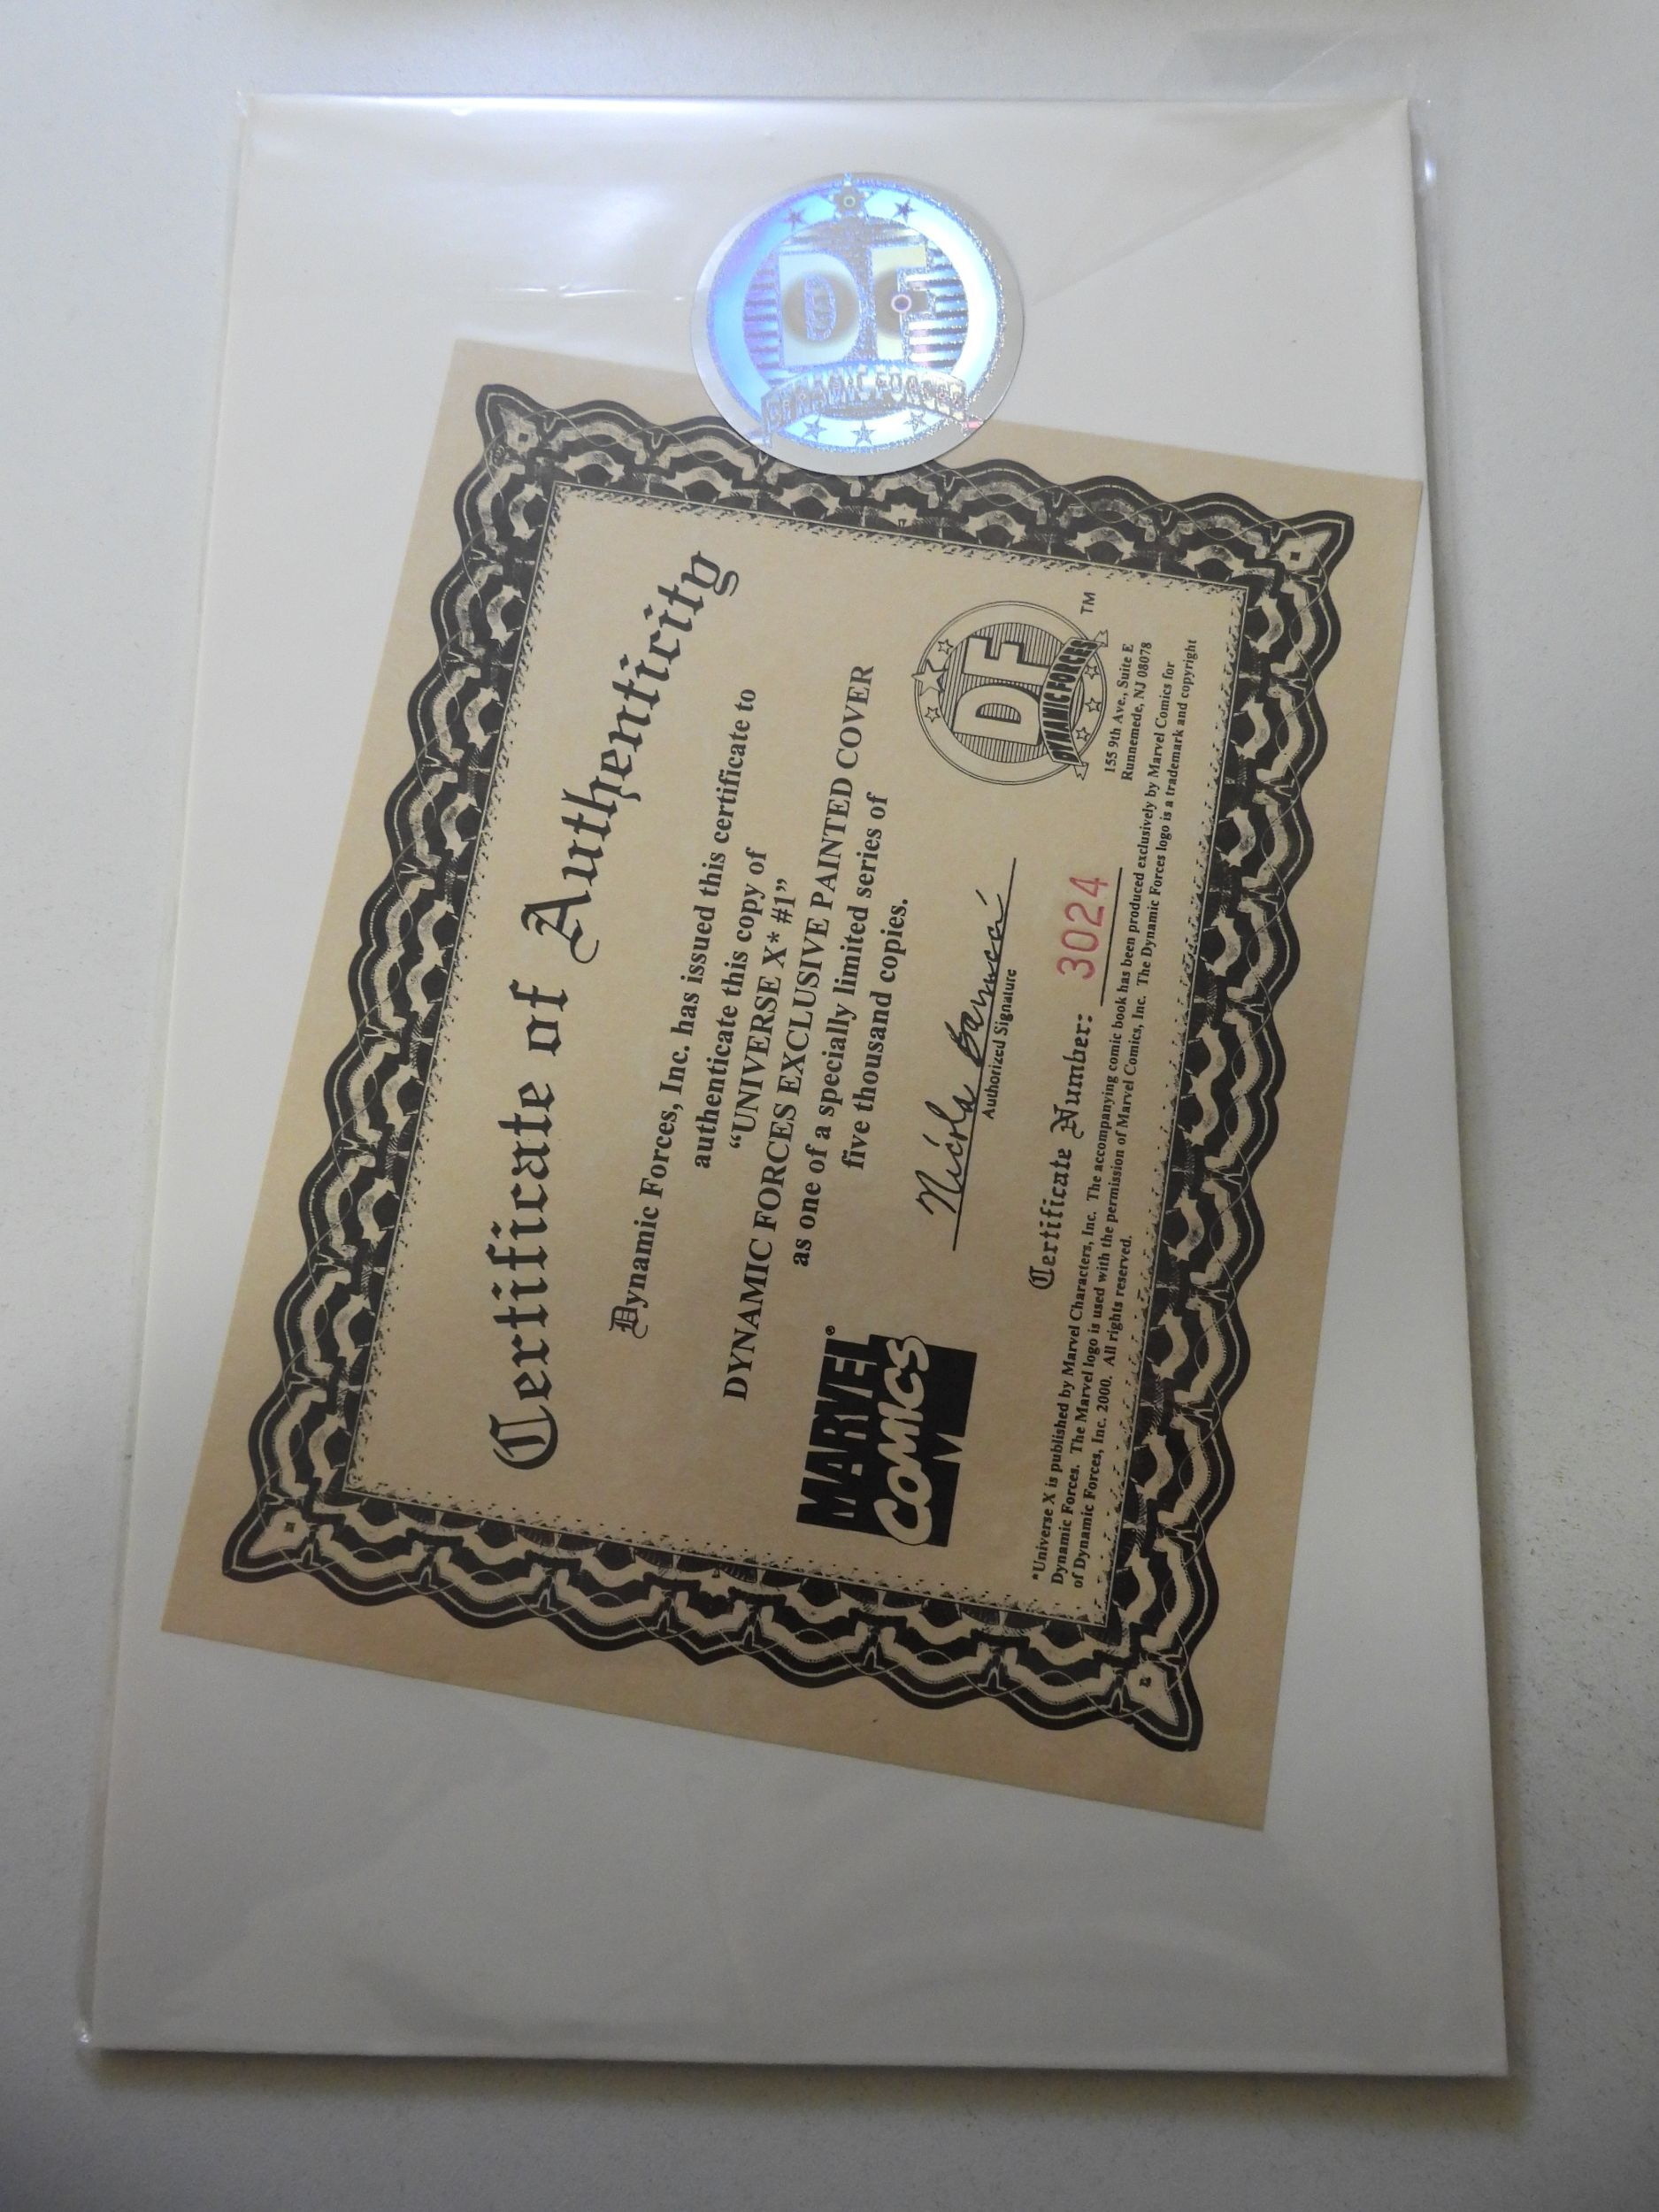 DF
DYNAMIC FORCES
Certificate of Authenticity
Dynamic Forces, Inc. has issued this certificate to
authenticate this copy of
“UNIVERSE X* #1”
DYNAMIC FORCES EXCLUSIVE PAINTED COVER
as one of a specially limited series of
five thousand copies.
MARVEL®
COMICS
Nicola Barrucci
Authorized Signature
DF
DYNAMIC FORCES
TM
155 9th Ave., Suite E
Runnemede, NJ 08078
Certificate Number: 3024
*Universe X is published by Marvel Characters, Inc. The accompanying comic book has been produced exclusively by Marvel Comics for
Dynamic Forces. The Marvel logo is used with the permission of Marvel Comics, Inc. The Dynamic Forces logo is a trademark and copyright
of Dynamic Forces, Inc. 2000. All rights reserved.